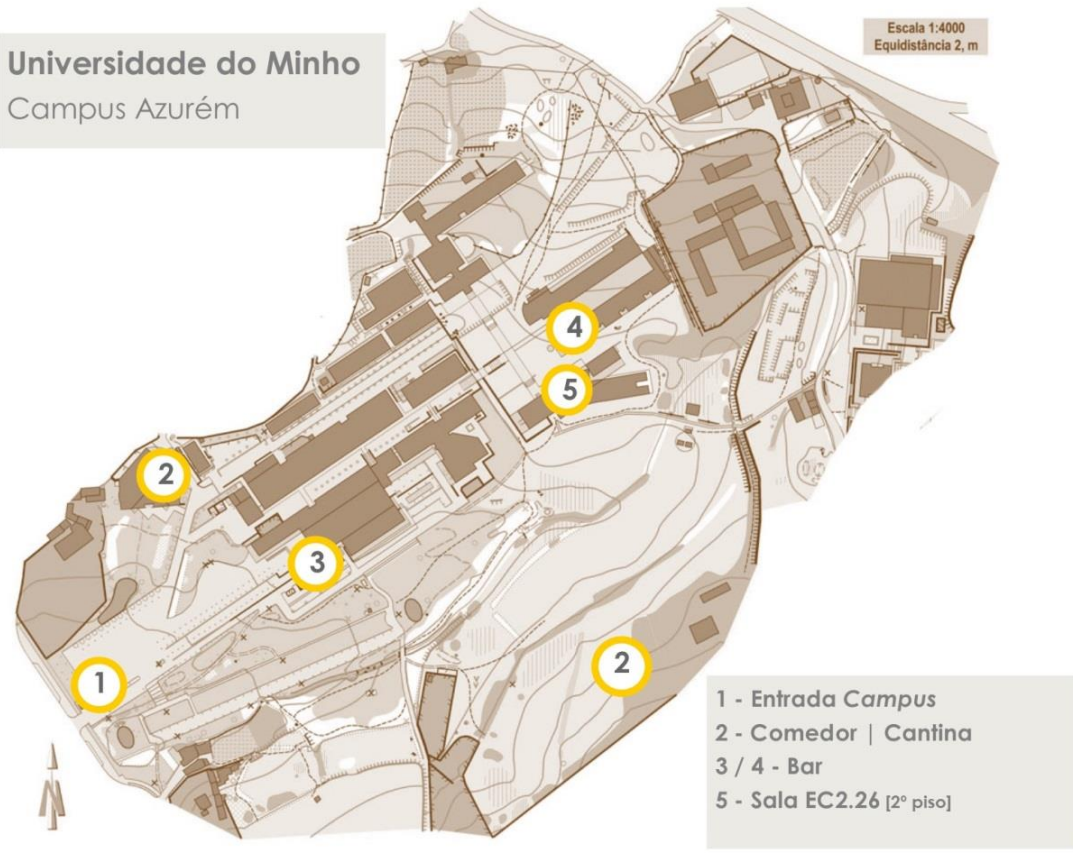 Escala 1:4000
Equidistância 2, m
Universidade do Minho
Campus Azurém
4
5
2
3
2
1
1 - Entrada Campus
2 - Comedor | Cantina
3 / 4 - Bar
5 - Sala EC2.26 [2º piso]
N